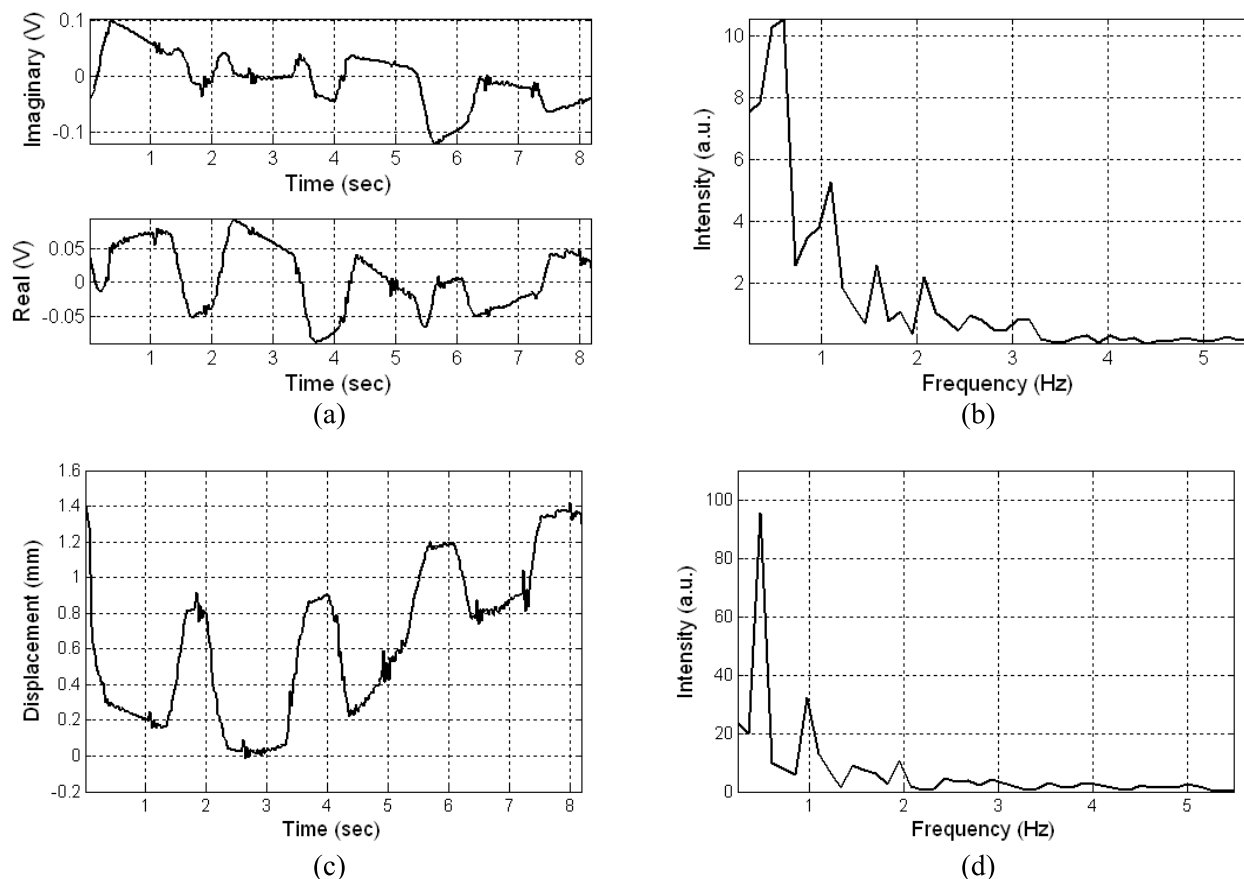 0.1
0
-0.1
Imaginary (V)
1 2 3 4 5 6 7 8
Time (sec)
0.05
0
-0.05
Real (V)
1 2 3 4 5 6 7 8
Time (sec)
(a)
10
8
6
4
2
Intensity (a.u.)
1 2 3 4 5
Frequency (Hz)
(b)
1.6
1.4
1.2
1
0.8
0.6
0.4
0.2
0
-0.2
Displacement (mm)
1 2 3 4 5 6 7 8
Time (sec)
(c)
100
80
60
40
20
0
Intensity (a.u.)
1 2 3 4 5
Frequency (Hz)
(d)